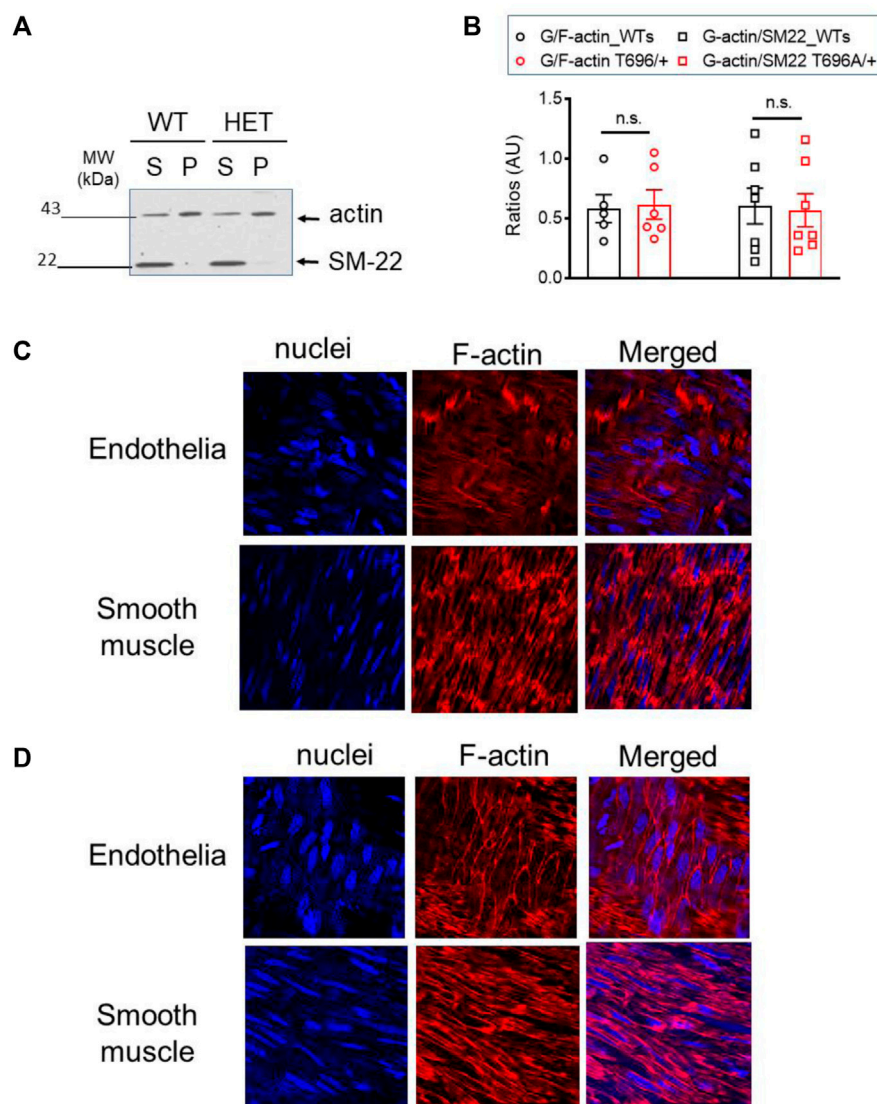 A
WT HET
MW
(kDa)
S P S P
43
actin
22
SM-22
B
G/F-actin_WTs G-actin/SM22_WTs
G/F-actin T696/+ G-actin/SM22 T696A/+
1.5
n.s. n.s.
1.0
0.5
0.0
Ratios (AU)
C
nuclei F-actin Merged
Endothelia
Smooth
muscle
D
nuclei F-actin Merged
Endothelia
Smooth
muscle